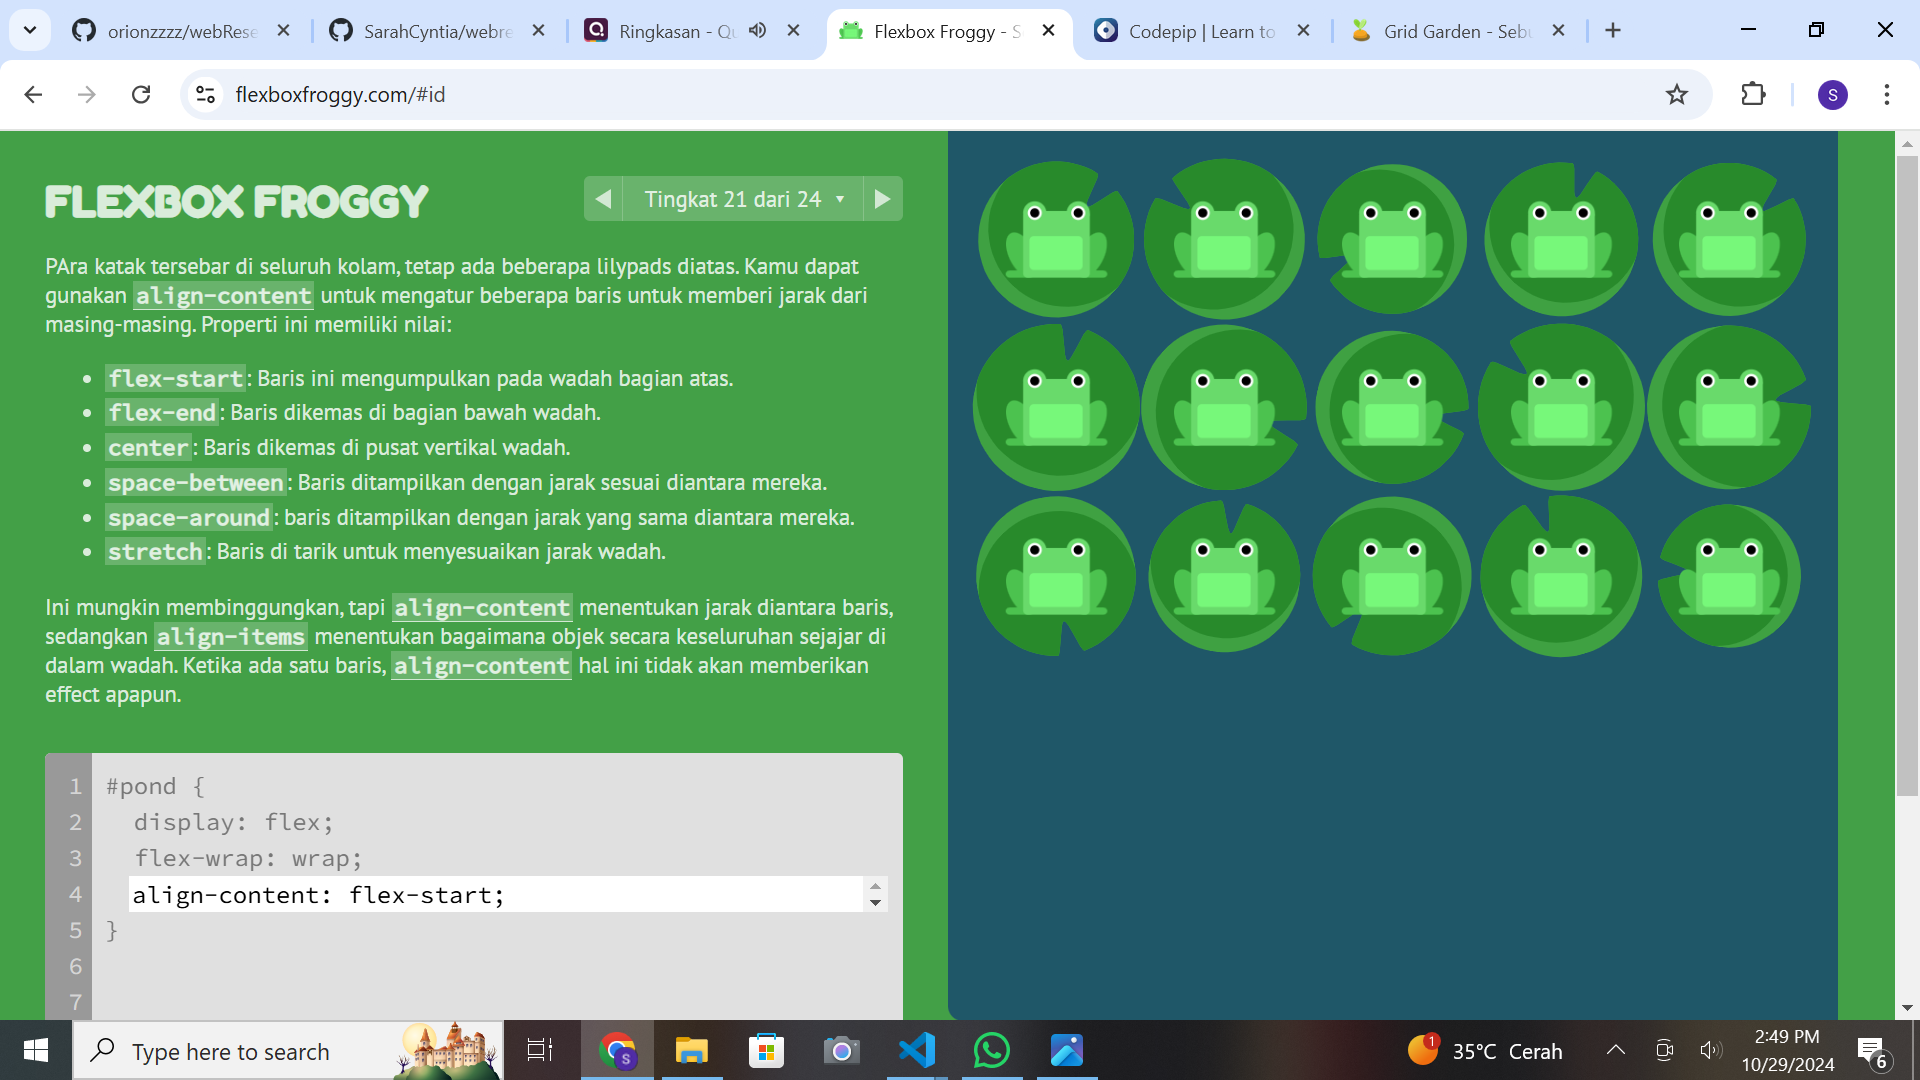 orionzzzz/webRese
SarahCyntia/webre
Ringkasan - Qu
Flexbox Froggy - S
Codepip | Learn to
Grid Garden - Sebu
flexboxfroggy.com/#id
S
FLEXBOX FROGGY
Tingkat 21 dari 24
PAra katak tersebar di seluruh kolam, tetap ada beberapa lilypads diatas. Kamu dapat
gunakan align-content untuk mengatur beberapa baris untuk memberi jarak dari
masing-masing. Properti ini memiliki nilai:
flex-start: Baris ini mengumpulkan pada wadah bagian atas.
flex-end: Baris dikemas di bagian bawah wadah.
center: Baris dikemas di pusat vertikal wadah.
space-between: Baris ditampilkan dengan jarak sesuai diantara mereka.
space-around: baris ditampilkan dengan jarak yang sama diantara mereka.
stretch: Baris di tarik untuk menyesuaikan jarak wadah.
Ini mungkin membinggungkan, tapi align-content menentukan jarak diantara baris,
sedangkan align-items menentukan bagaimana objek secara keseluruhan sejajar di
dalam wadah. Ketika ada satu baris, align-content hal ini tidak akan memberikan
effect apapun.
1 #pond {
2 display: flex;
3 flex-wrap: wrap;
4 align-content: flex-start;
5 }
6
7
Type here to search
S
1
35°C Cerah
2:49 PM
10/29/2024
6